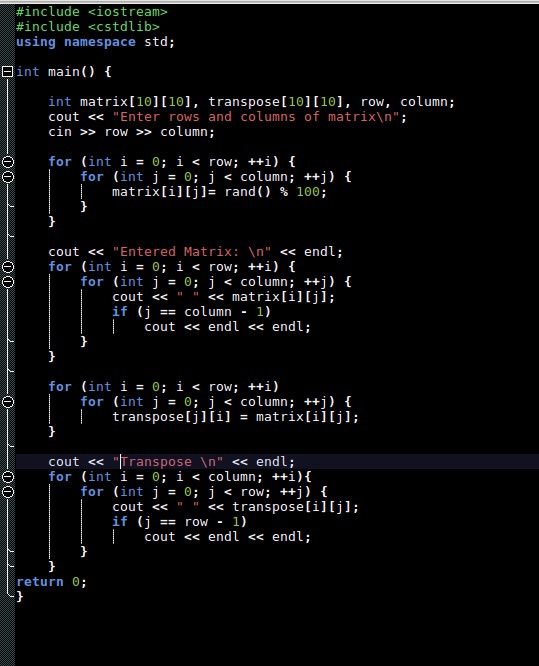 #include <iostream>
#include <cstdlib>
using namespace std;

int main() {

    int matrix[10][10], transpose[10][10], row, column;
    cout << "Enter rows and columns of matrix\n";
    cin >> row >> column;

    for (int i = 0; i < row; ++i) {
        for (int j = 0; j < column; ++j) {
            matrix[i][j]= rand() % 100;
        }
    }

    cout << "Entered Matrix: \n" << endl;
    for (int i = 0; i < row; ++i) {
        for (int j = 0; j < column; ++j) {
            cout << " " << matrix[i][j];
            if (j == column - 1)
                cout << endl << endl;
        }
    }

    for (int i = 0; i < row; ++i)
        for (int j = 0; j < column; ++j) {
            transpose[j][i] = matrix[i][j];
    }

    cout << "Transpose \n" << endl;
    for (int i = 0; i < column; ++i){
        for (int j = 0; j < row; ++j) {
            cout << " " << transpose[i][j];
            if (j == row - 1)
                cout << endl << endl;
        }
    }
return 0;
}